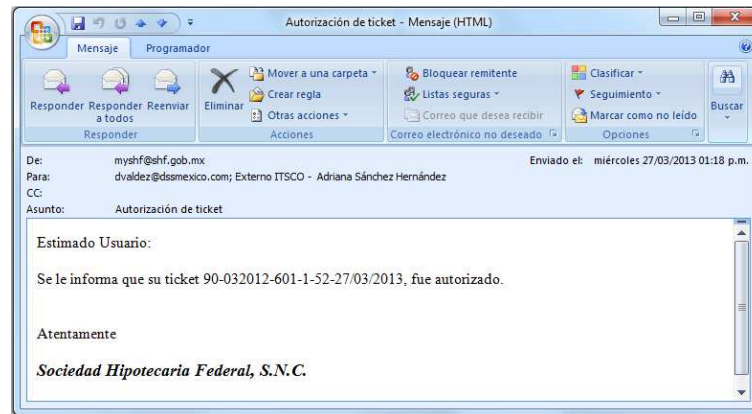 Autorización de ticket - Mensaje (HTML)
Mensaje Programador
Responder Responder a todos Reenviar
Responder
Eliminar
Mover a una carpeta
Crear regla
Otras acciones
Acciones
Bloquear remitente
Listas seguras
Correo que desea recibir
Correo electrónico no deseado
Clasificar
Seguimiento
Marcar como no leído
Opciones
Buscar
De: myshf@shf.gob.mx Enviado el: miércoles 27/03/2013 01:18 p.m.
Para: dvaldez@dssmexico.com; Externo ITSCO - Adriana Sánchez Hernández
CC:
Asunto: Autorización de ticket
Estimado Usuario:
Se le informa que su ticket 90-032012-601-1-52-27/03/2013, fue autorizado.
Atentamente
Sociedad Hipotecaria Federal, S.N.C.